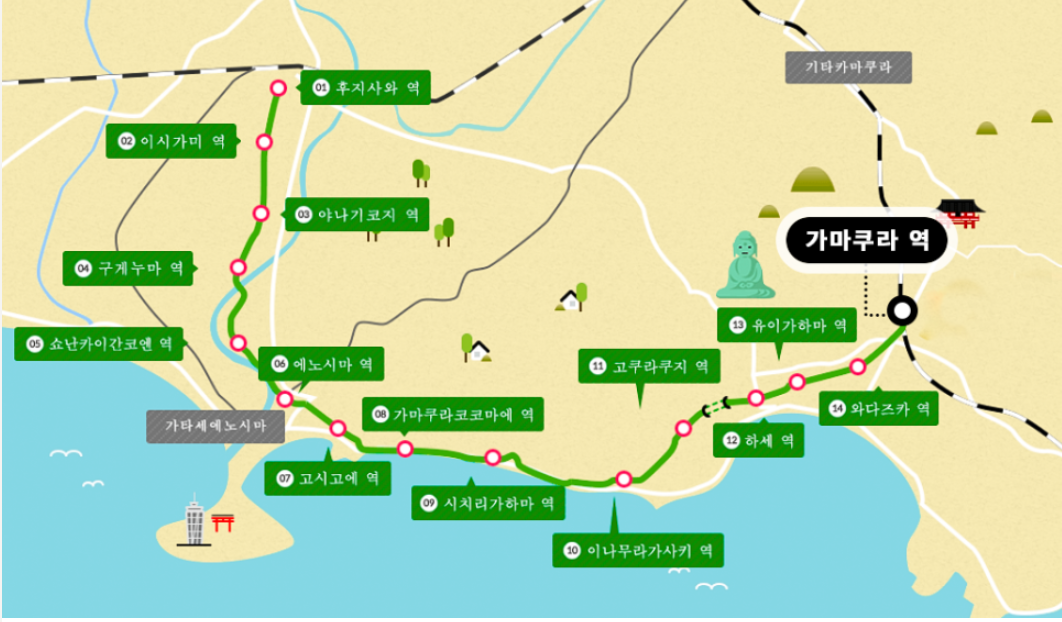 기타카마쿠라
01 후지사와 역
02 이시가미 역
03 야나기코지 역
가마쿠라 역
04 구게누마 역
05 쇼난카이간코엔 역
13 유이가하마 역
06 에노시마 역
11 고쿠라쿠지 역
08 가마쿠라코코마에 역
14 와다즈카 역
가타세에노시마
12 하세 역
07 고시고에 역
09 시치리가하마 역
10 이나무라가사키 역